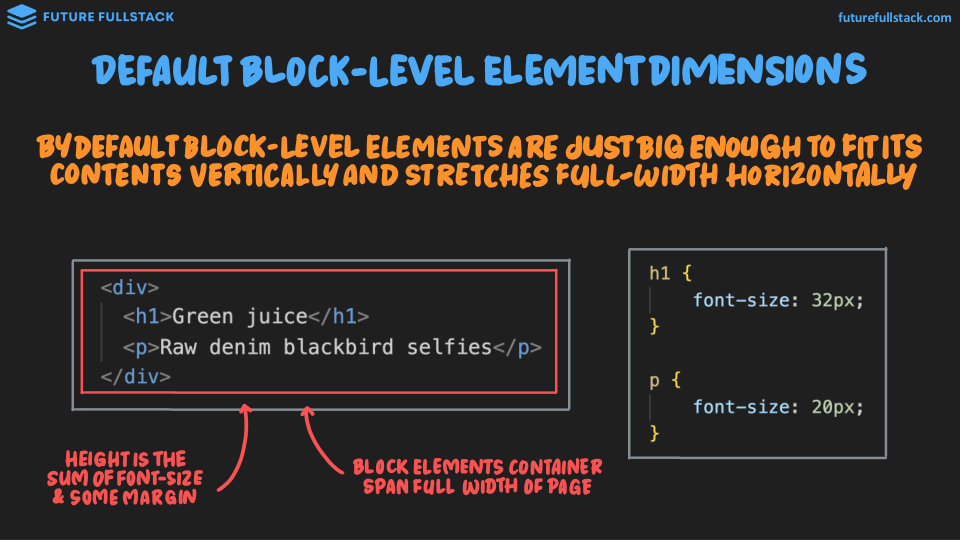 FUTURE FULLSTACK
futurefullstack.com
DEFAULT BLOCK-LEVEL ELEMENT DIMENSIONS
BY DEFAULT BLOCK-LEVEL ELEMENTS ARE JUST BIG ENOUGH TO FIT ITS
CONTENTS VERTICALLY AND STRETCHES FULL-WIDTH HORIZONTALLY
<div>
<h1>Green juice</h1>
<p>Raw denim blackbird selfies</p>
</div>
HEIGHT IS THE
SUM OF FONT-SIZE
& SOME MARGIN
BLOCK ELEMENTS CONTAINER
SPAN FULL WIDTH OF PAGE
h1 {
font-size: 32px;
}
p {
font-size: 20px;
}